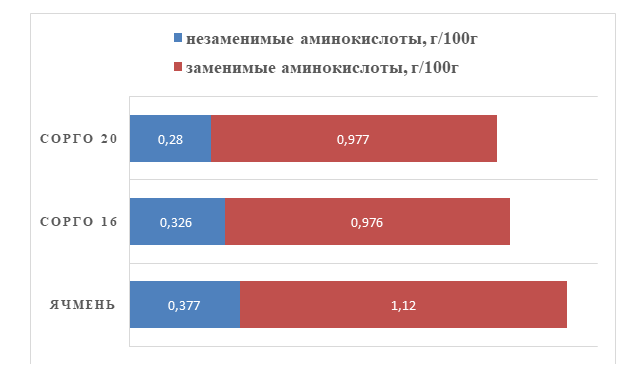 незаменимые аминокислоты, г/100г
заменимые аминокислоты, г/100г
СОРГО 20
0,28
0,977
СОРГО 16
0,326
0,976
ЯЧМЕНЬ
0,377
1,12